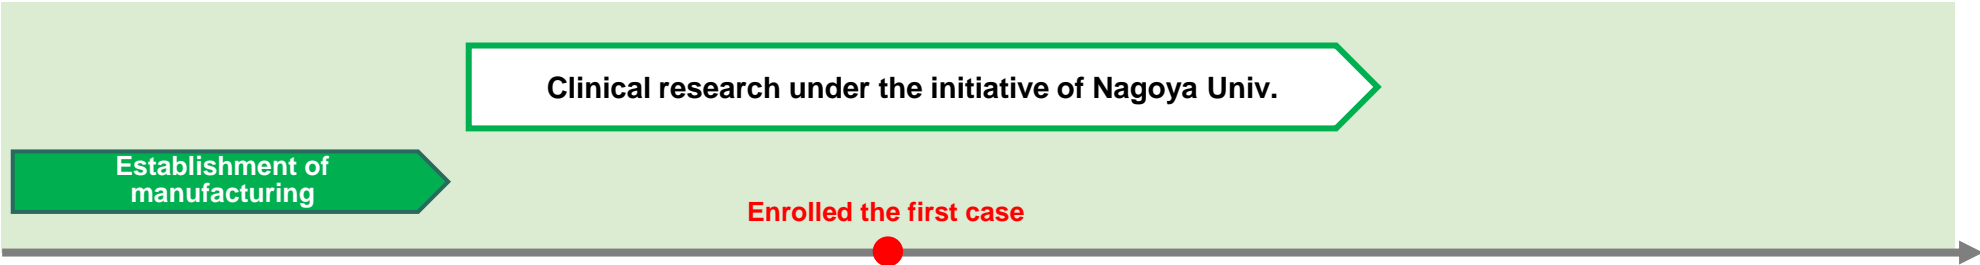 Clinical research under the initiative of Nagoya Univ.
Establishment of
manufacturing
Enrolled the first case